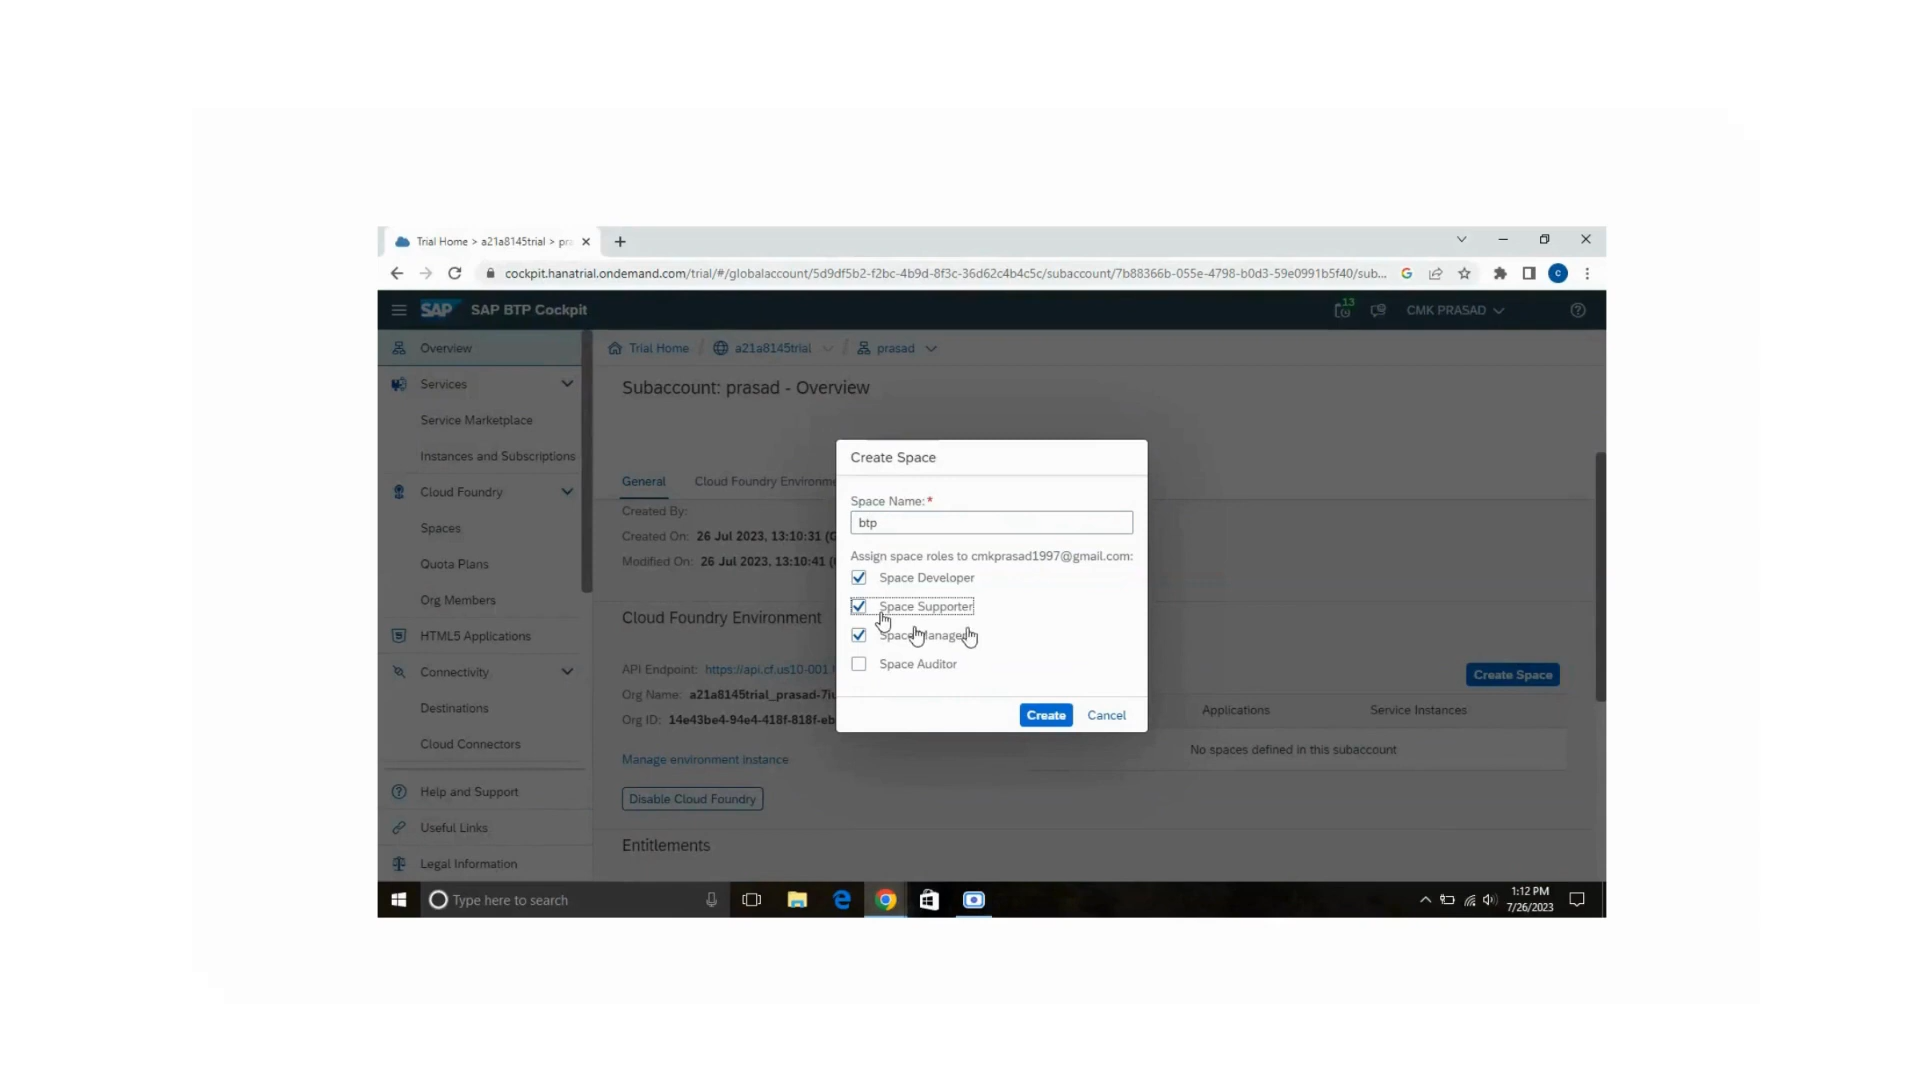 Trial Home > a21a8145trial > pr
cockpit.hanatrial.ondemand.com/trial/#/globalaccount/5d9df5b2-f2bc-4b9d-8f3c-36d62c4b4c5c/subaccount/7b88366b-055e-4798-b0d3-59e0991b5f40/sub...
SAP SAP BTP Cockpit
13
CMK PRASAD
Overview
Services
Service Marketplace
Instances and Subscriptions
Cloud Foundry
Spaces
Quota Plans
Org Members
HTML5 Applications
Connectivity
Destinations
Cloud Connectors
Help and Support
Useful Links
Legal Information
Trial Home / a21a8145trial / prasad
Subaccount: prasad - Overview
General Cloud Foundry Environme
Created By:
Created On: 26 Jul 2023, 13:10:31 (
Modified On: 26 Jul 2023, 13:10:41 (
Cloud Foundry Environment
API Endpoint: https://api.cf.us10-001.
Org Name: a21a8145trial_prasad-7
Org ID: 14e43be4-94e4-418f-818f-eb
Manage environment instance
Disable Cloud Foundry
Entitlements
Create Space
Space Name: *
btp
Assign space roles to cmkprasad1997@gmail.com:
Space Developer
Space Supporter
Space Manager
Space Auditor
Create Cancel
Create Space
Applications Service Instances
No spaces defined in this subaccount
Type here to search
1:12 PM
7/26/2023